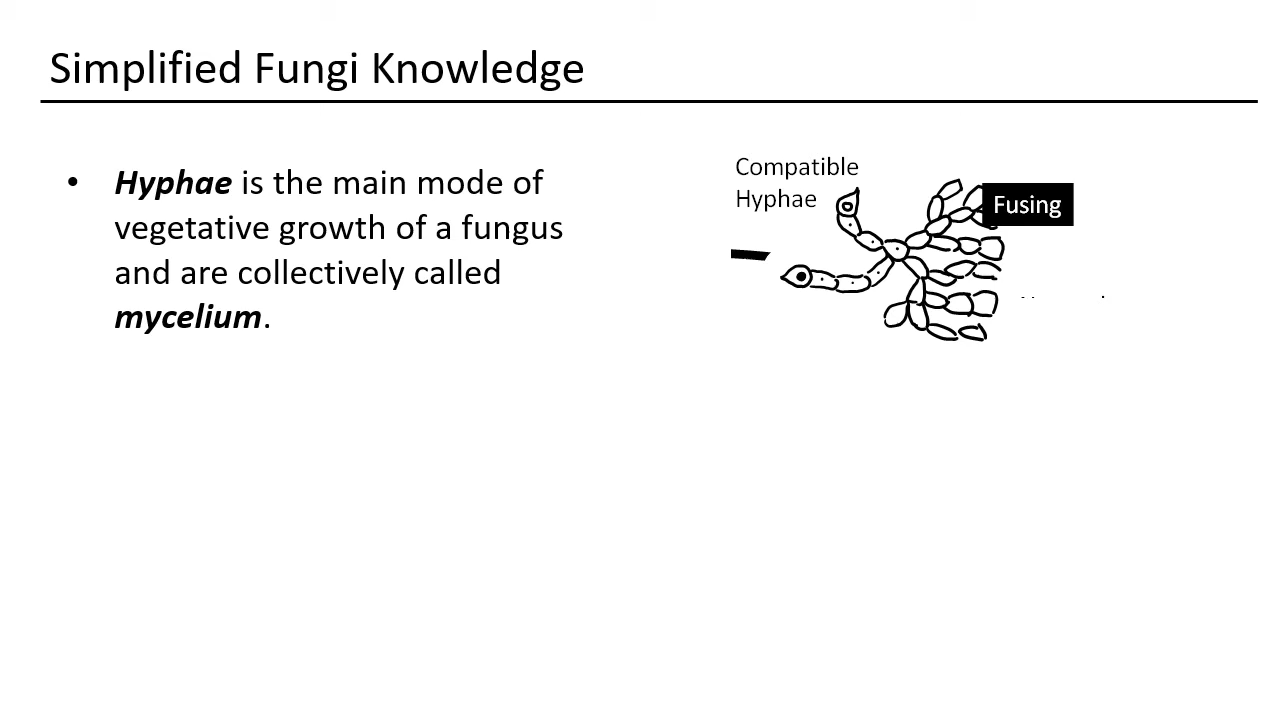 Simplified Fungi Knowledge
• Hyphae is the main mode of
vegetative growth of a fungus
and are collectively called
mycelium.
Compatible
Hyphae
Fusing